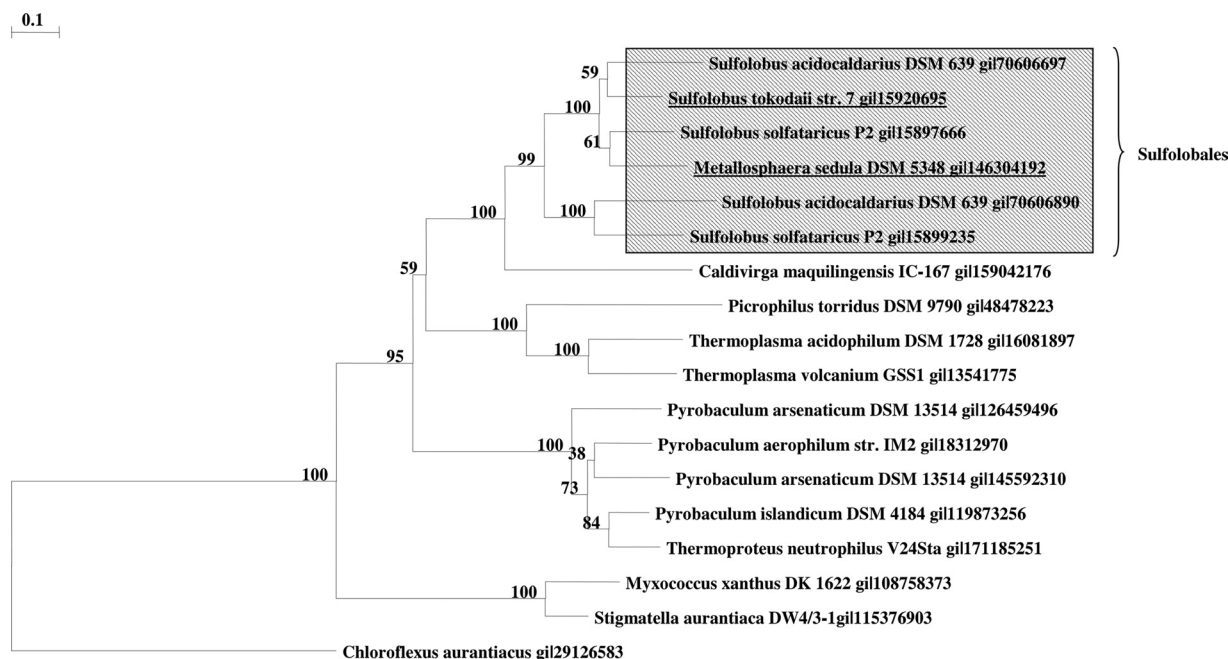 0.1
Sulfolobus acidocaldarius DSM 639 gi|70606697
59
Sulfolobus tokodaii str. 7 gi|15920695
100
Sulfolobus solfataricus P2 gi|15897666
61
Sulfolobales
99
Metallosphaera sedula DSM 5348 gi|146304192
Sulfolobus acidocaldarius DSM 639 gi|70606890
100
100
Sulfolobus solfataricus P2 gi|15899235
59
Caldivirga maquilingensis IC-167 gi|159042176
Picrophilus torridus DSM 9790 gi|48478223
100
Thermoplasma acidophilum DSM 1728 gi|16081897
100
95
Thermoplasma volcanium GSS1 gi|13541775
Pyrobaculum arsenaticum DSM 13514 gi|126459496
100
38
Pyrobaculum aerophilum str. IM2 gi|18312970
100
Pyrobaculum arsenaticum DSM 13514 gi|145592310
73
Pyrobaculum islandicum DSM 4184 gi|119873256
84
Thermoproteus neutrophilus V24Sta gi|171185251
Myxococcus xanthus DK 1622 gi|108758373
100
Stigmatella aurantiaca DW4/3-1gi|115376903
Chloroflexus aurantiacus gi|29126583